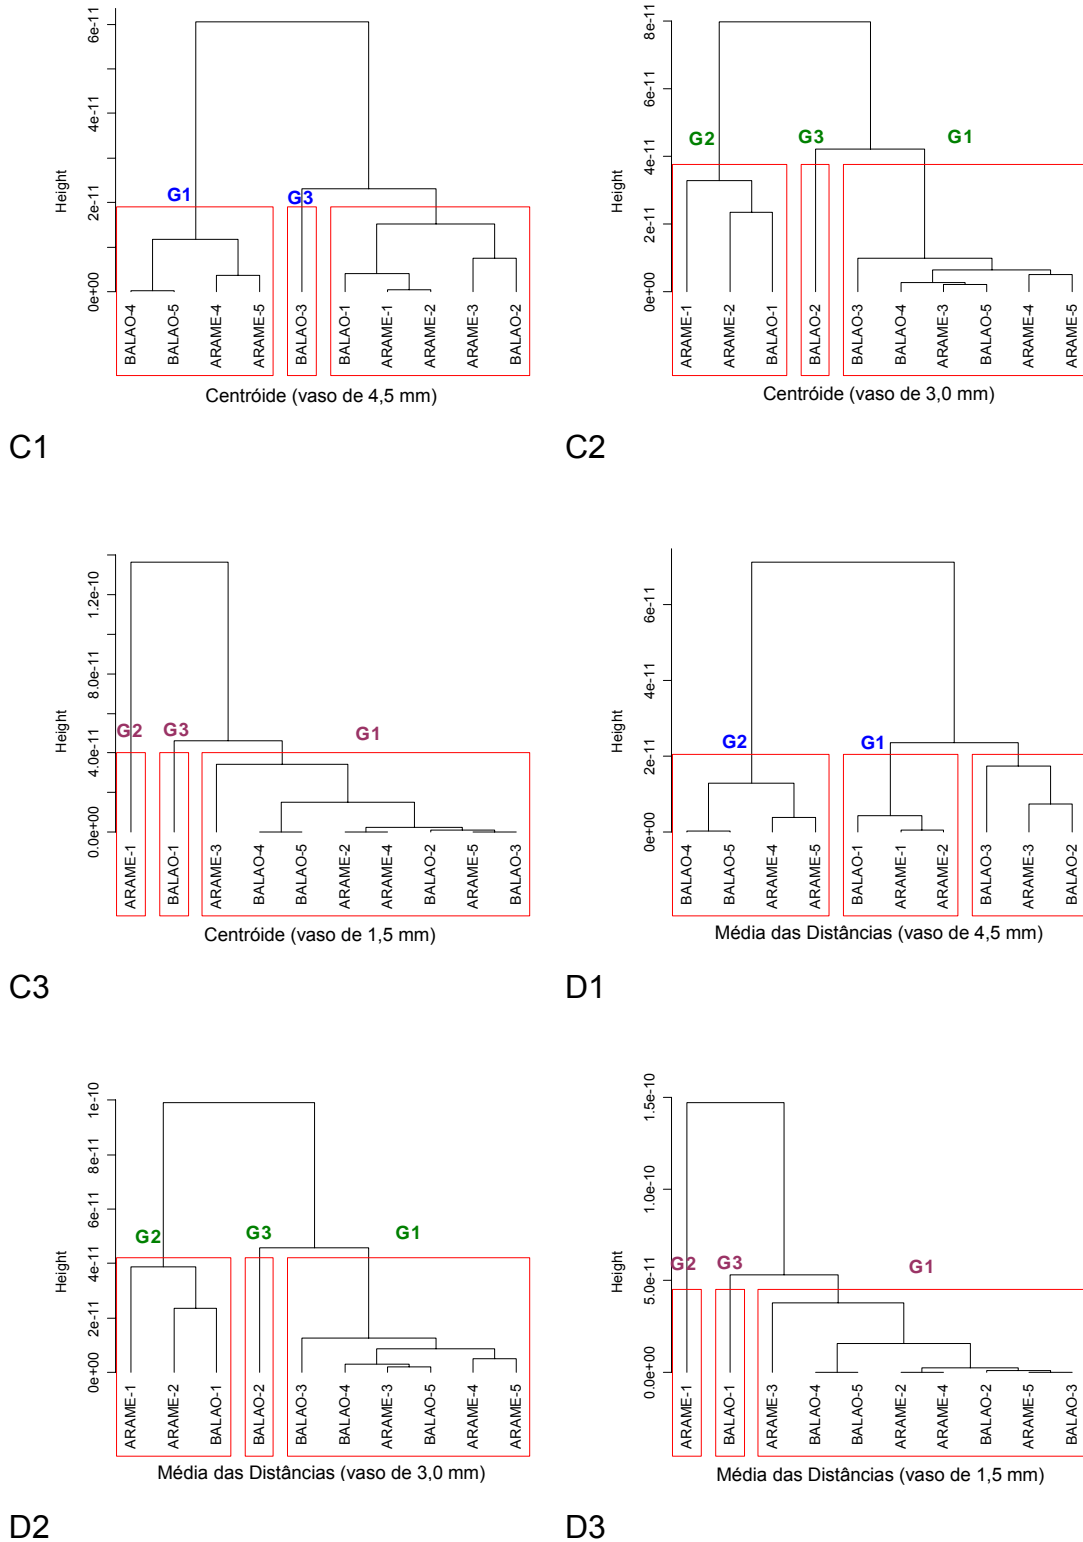 6e-11
4e-11
2e-11
0e+00
Height
G1
G3
BALAO-4
BALAO-5
ARAME-4
ARAME-5
BALAO-3
BALAO-1
ARAME-1
ARAME-2
ARAME-3
BALAO-2
Centróide (vaso de 4,5 mm)
C1
8e-11
6e-11
4e-11
2e-11
0e+00
Height
G2
G3
G1
ARAME-1
ARAME-2
BALAO-1
BALAO-2
BALAO-3
BALAO-4
ARAME-3
BALAO-5
ARAME-4
ARAME-5
Centróide (vaso de 3,0 mm)
C2
1.2e-10
8.0e-11
4.0e-11
0.0e+00
Height
G2
G3
G1
ARAME-1
BALAO-1
ARAME-3
BALAO-4
BALAO-5
ARAME-2
ARAME-4
BALAO-2
ARAME-5
BALAO-3
Centróide (vaso de 1,5 mm)
C3
6e-11
4e-11
2e-11
0e+00
Height
G2
G1
BALAO-4
BALAO-5
ARAME-4
ARAME-5
BALAO-1
ARAME-1
ARAME-2
BALAO-3
ARAME-3
BALAO-2
Média das Distâncias (vaso de 4,5 mm)
D1
1e-10
8e-11
6e-11
4e-11
2e-11
0e+00
Height
G2
G3
G1
ARAME-1
ARAME-2
BALAO-1
BALAO-2
BALAO-3
BALAO-4
ARAME-3
BALAO-5
ARAME-4
ARAME-5
Média das Distâncias (vaso de 3,0 mm)
D2
1.5e-10
1.0e-10
5.0e-11
0.0e+00
Height
G2
G3
G1
ARAME-1
BALAO-1
ARAME-3
BALAO-4
BALAO-5
ARAME-2
ARAME-4
BALAO-2
ARAME-5
BALAO-3
Média das Distâncias (vaso de 1,5 mm)
D3